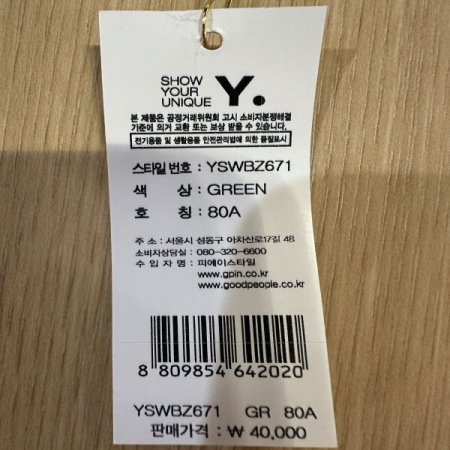 SHOW
YOUR
UNIQUE
Y.
본 제품은 공정거래위원회 고시 소비자분쟁해결
기준에 의거 교환 또는 보상 받을 수 있습니다.
전기용품 및 생활용품 안전관리법에 의한 품질표시
스타일 번호 : YSWBZ671
색 상 : GREEN
호 칭 : 80A
주 소 : 서울시 성동구 아차산로17길 48
소비자상담실 : 080-320-6600
수 입 자 명 : 피에이스타일
www.gpin.co.kr
www.goodpeople.co.kr
8 809854 642020
YSWBZ671 GR 80A
판매가격 : ₩ 40,000